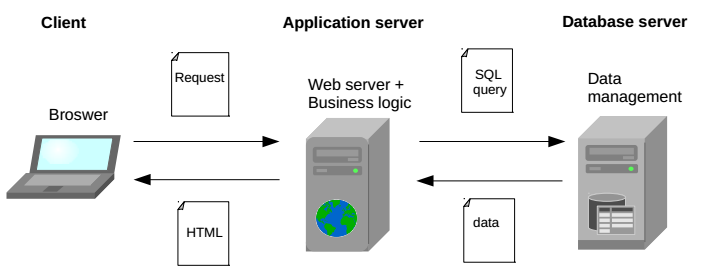 Client
Application server
Database server
Request
SQL
query
Web server +
Business logic
Data
management
Broswer
HTML
data